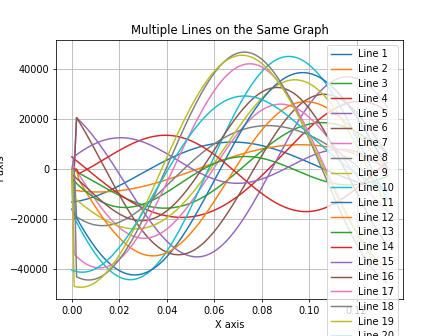 Multiple Lines on the Same Graph
40000
20000
0
−20000
−40000
0.00
0.02
0.04
0.06
0.08
0.10
X axis
axis
Line 1
Line 2
Line 3
Line 4
Line 5
Line 6
Line 7
Line 8
Line 9
Line 10
Line 11
Line 12
Line 13
Line 14
Line 15
Line 16
Line 17
Line 18
Line 19